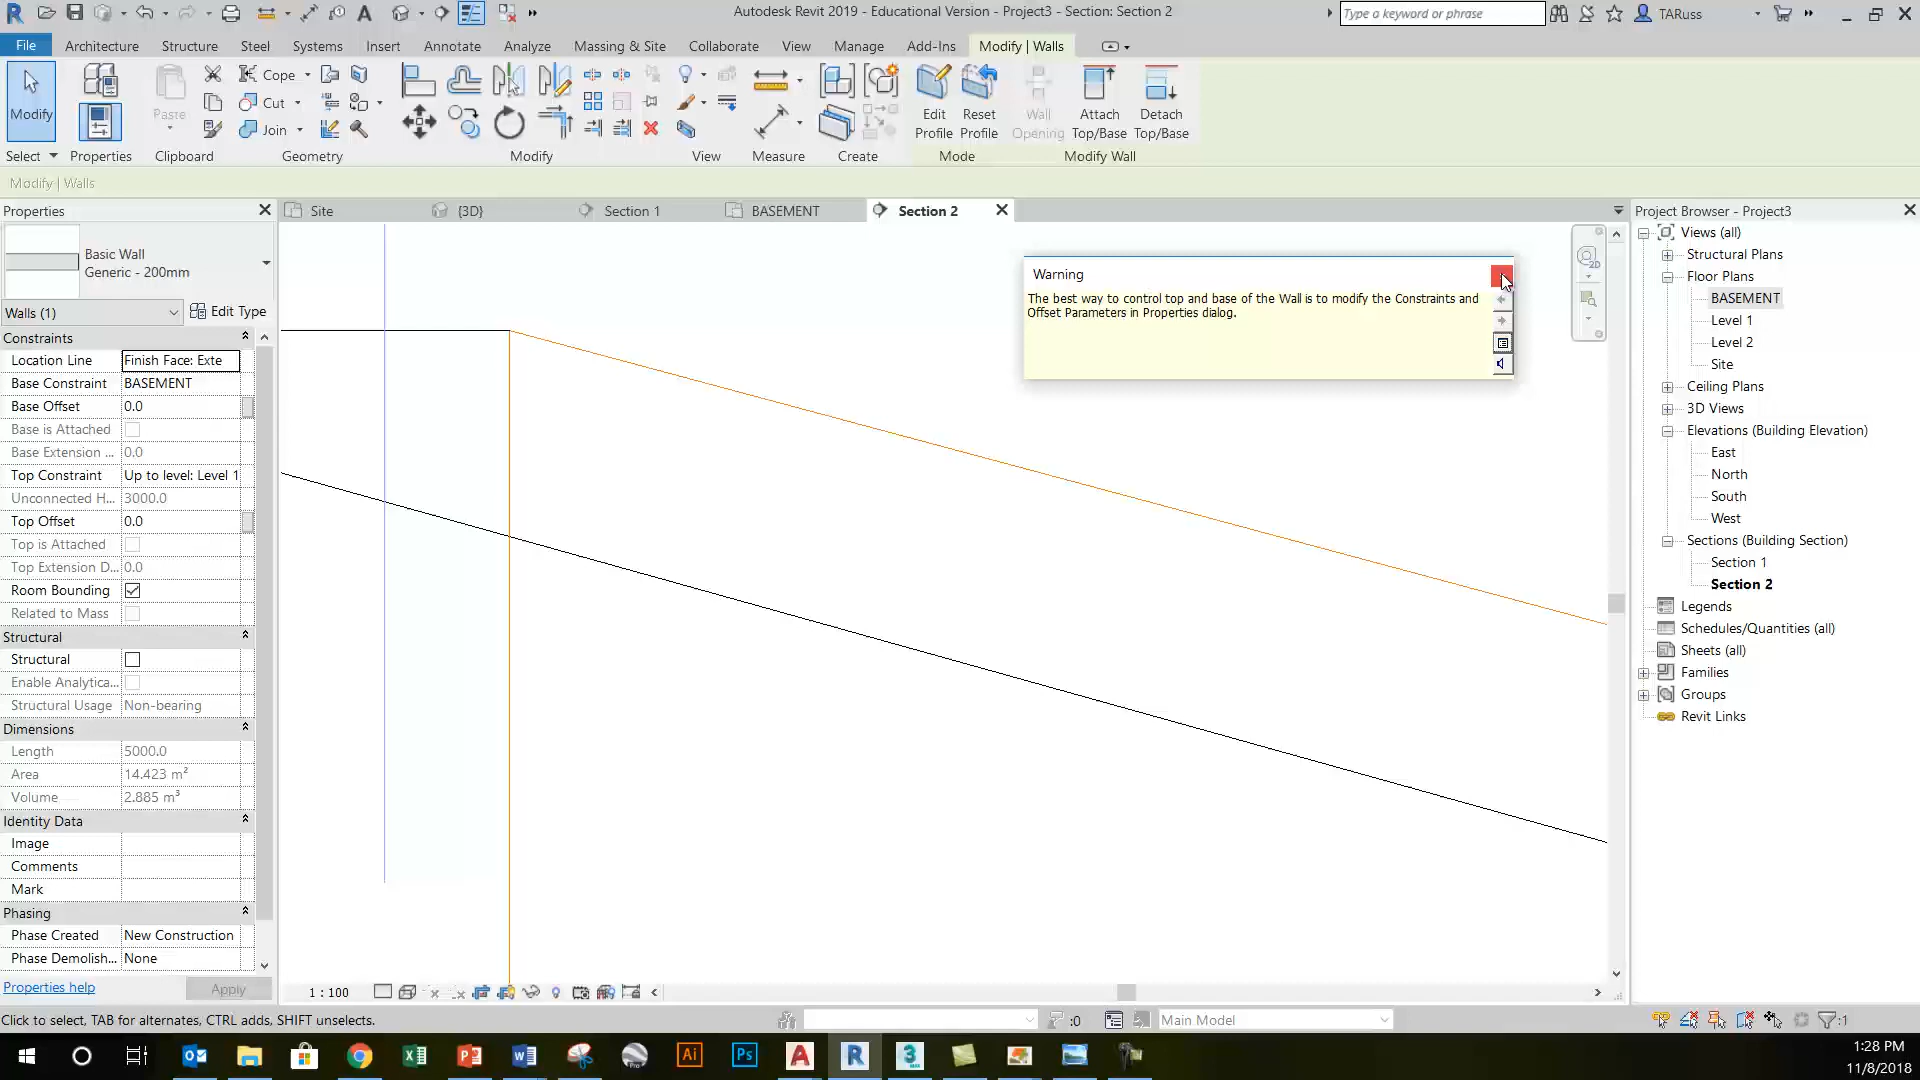 Autodesk Revit 2019 - Educational Version - Project3 - Section: Section 2
Type a keyword or phrase
TARuss
File
Architecture
Structure
Steel
Systems
Insert
Annotate
Analyze
Massing & Site
Collaborate
View
Manage
Add-Ins
Modify | Walls
Modify
Paste
Cope
Cut
Join
Edit
Profile
Reset
Profile
Wall
Opening
Attach
Top/Base
Detach
Top/Base
Select
Properties
Clipboard
Geometry
Modify
View
Measure
Create
Mode
Modify Wall
Modify | Walls
Properties
Site
{3D}
Section 1
BASEMENT
Section 2
Project Browser - Project3
Basic Wall
Generic - 200mm
Walls (1)
Edit Type
Constraints
Location Line Finish Face: Exte
Base Constraint BASEMENT
Base Offset 0.0
Base is Attached
Base Extension ... 0.0
Top Constraint Up to level: Level 1
Unconnected H... 3000.0
Top Offset 0.0
Top is Attached
Top Extension D... 0.0
Room Bounding
Related to Mass
Structural
Structural
Enable Analytica...
Structural Usage Non-bearing
Dimensions
Length 5000.0
Area 14.423 m²
Volume 2.885 m³
Identity Data
Image
Comments
Mark
Phasing
Phase Created New Construction
Phase Demolish... None
Properties help
Apply
Warning
The best way to control top and base of the Wall is to modify the Constraints and
Offset Parameters in Properties dialog.
2D
Views (all)
Structural Plans
Floor Plans
BASEMENT
Level 1
Level 2
Site
Ceiling Plans
3D Views
Elevations (Building Elevation)
East
North
South
West
Sections (Building Section)
Section 1
Section 2
Legends
Schedules/Quantities (all)
Sheets (all)
Families
Groups
Revit Links
1 : 100
Click to select, TAB for alternates, CTRL adds, SHIFT unselects.
:0
Main Model
:1
1:28 PM
11/8/2018